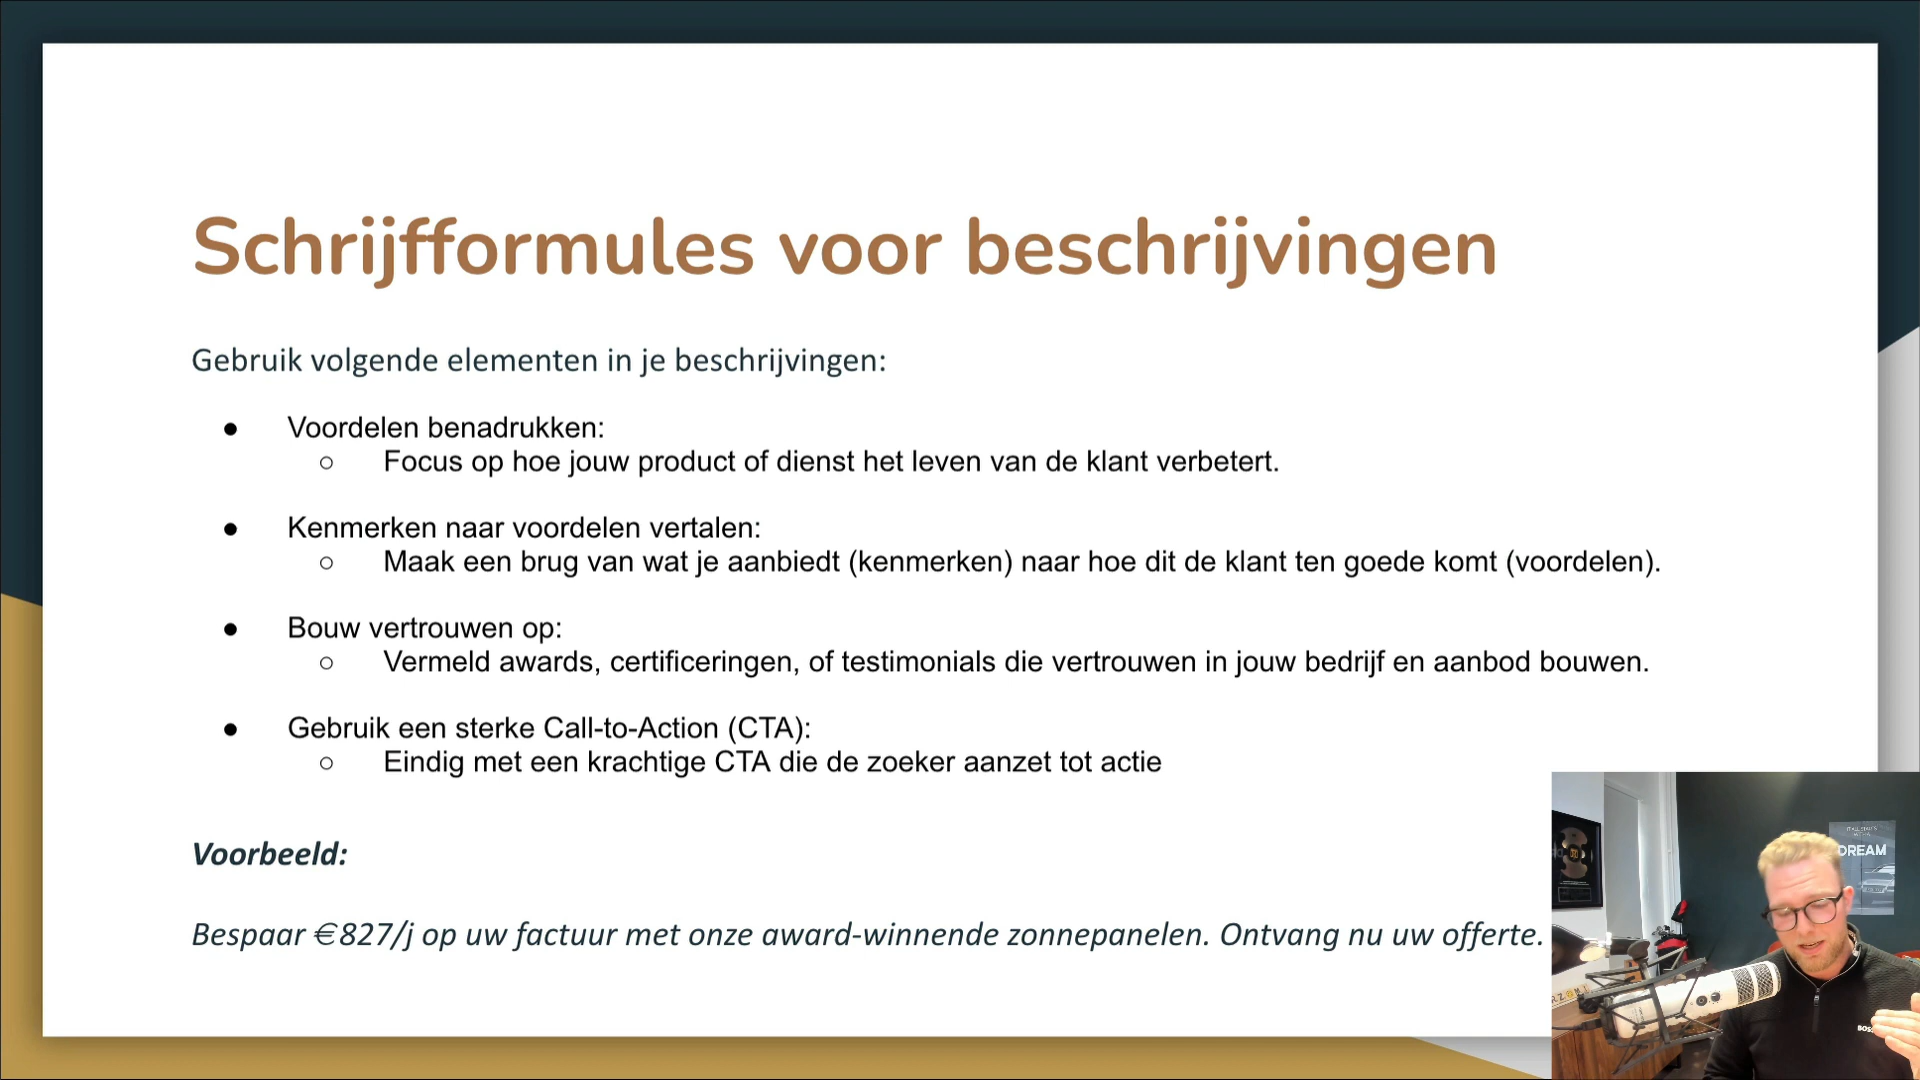 Schrijfformules voor beschrijvingen
Gebruik volgende elementen in je beschrijvingen:
● Voordelen benadrukken:
○ Focus op hoe jouw product of dienst het leven van de klant verbetert.
● Kenmerken naar voordelen vertalen:
○ Maak een brug van wat je aanbiedt (kenmerken) naar hoe dit de klant ten goede komt (voordelen).
● Bouw vertrouwen op:
○ Vermeld awards, certificeringen, of testimonials die vertrouwen in jouw bedrijf en aanbod bouwen.
● Gebruik een sterke Call-to-Action (CTA):
○ Eindig met een krachtige CTA die de zoeker aanzet tot actie
Voorbeeld:
Bespaar €827/j op uw factuur met onze award-winnende zonnepanelen. Ontvang nu uw offerte.
DREAM